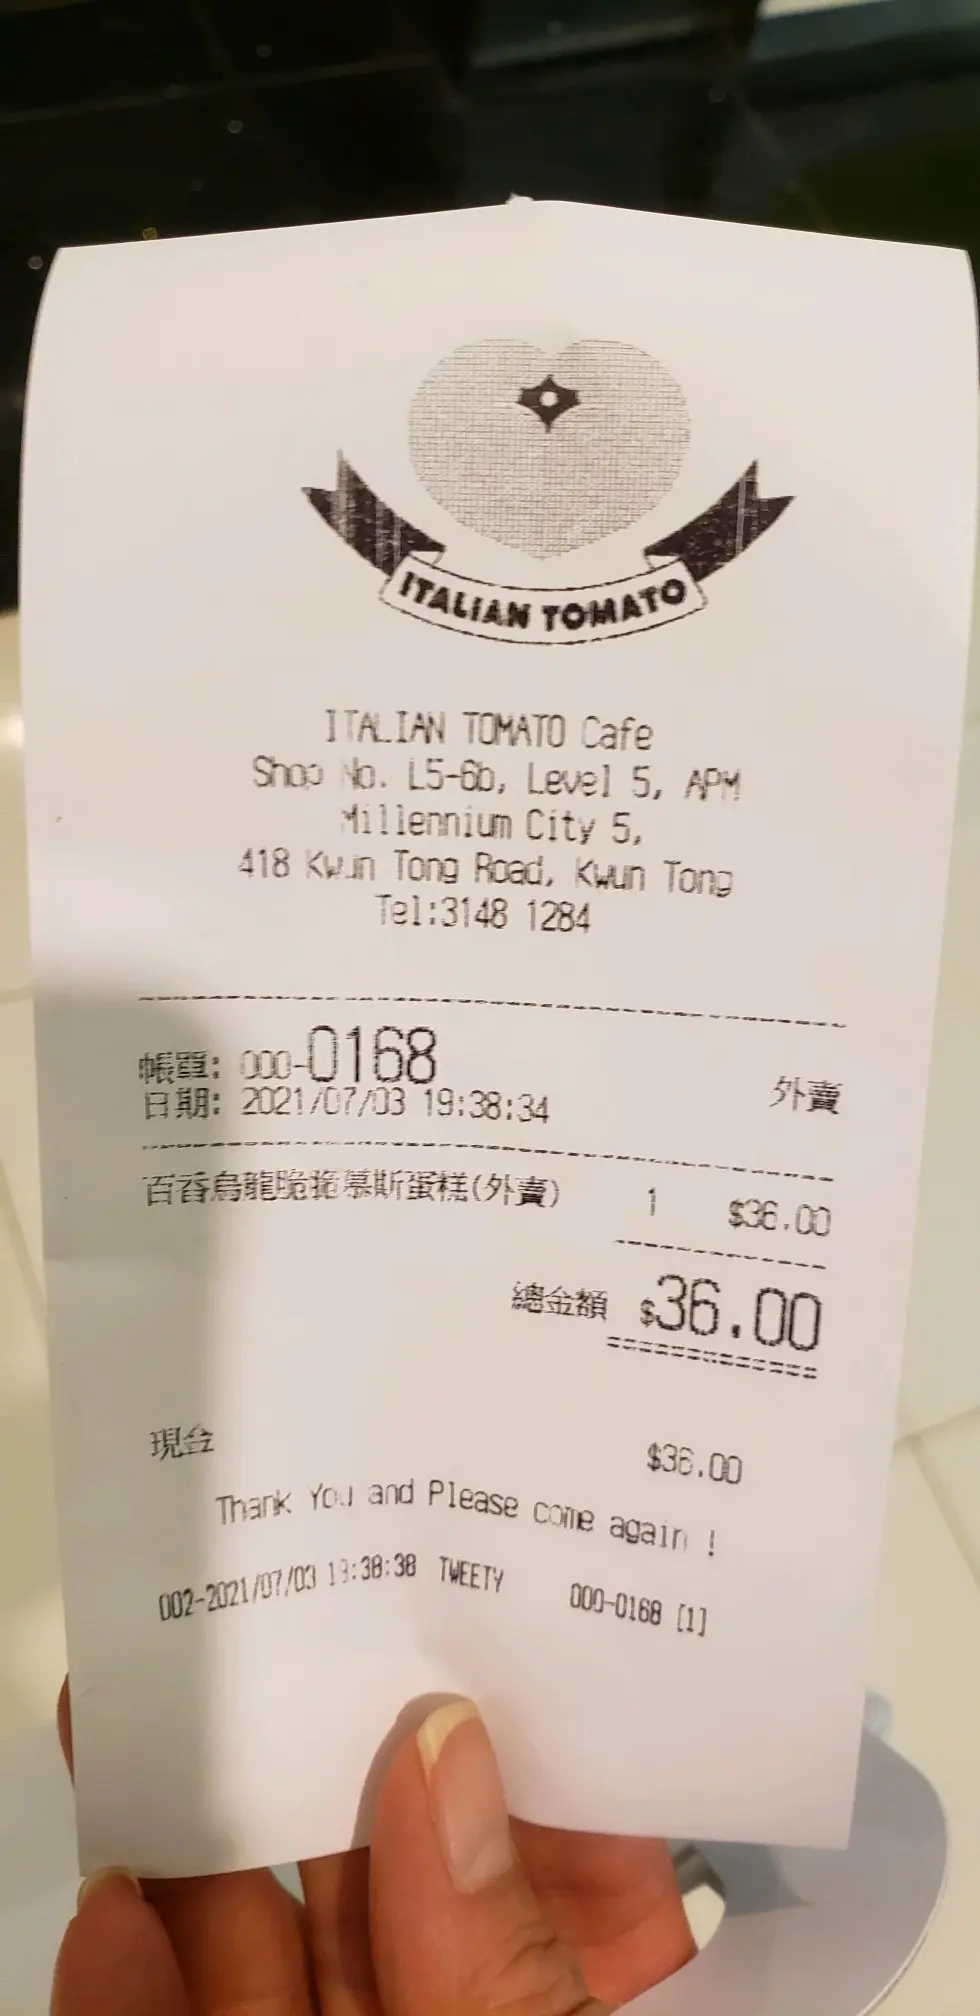 ITALIAN TOMATO
ITALIAN TOMATO Cafe
Shop No. L5-6b, Level 5, APM
Millennium City 5,
418 Kwun Tong Road, Kwun Tong
Tel:3148 1284
帳單: 000-0168
外賣
日期: 2021/07/03 19:38:34
百香烏龍脆脆慕斯蛋糕(外賣) 1 $36.00
總金額 $36.00
現金 $36.00
Thank You and Please come again !
002-2021/07/03 19:38:38 TWEETY 000-0168 [1]